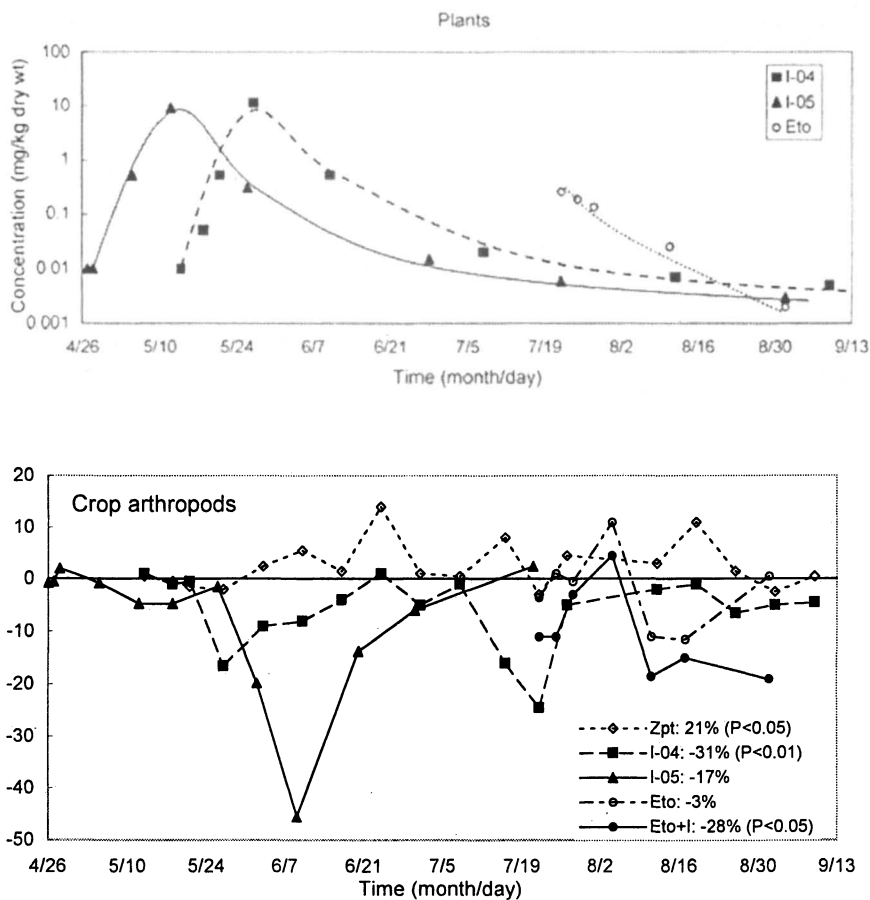 Plants
100
10
1
0.1
0 01
0 001
Concentration (mg/kg dry wt)
I-04
I-05
Eto
4/26 5/10 5/24 6/7 6/21 7/5 7/19 8/2 8/16 8/30 9/13
Time (month/day)
20
10
0
-10
-20
-30
-40
-50
Crop arthropods
Zpt: 21% (P<0.05)
I-04: -31% (P<0.01)
I-05: -17%
Eto: -3%
Eto+I: -28% (P<0.05)
4/26 5/10 5/24 6/7 6/21 7/5 7/19 8/2 8/16 8/30 9/13
Time (month/day)